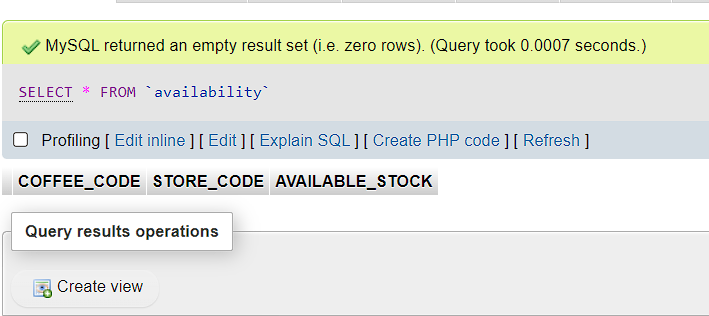 MySQL returned an empty result set (i.e. zero rows). (Query took 0.0007 seconds.)
SELECT * FROM `availability`
Profiling [ Edit inline ] [ Edit ] [ Explain SQL ] [ Create PHP code ] [ Refresh ]
COFFEE_CODE STORE_CODE AVAILABLE_STOCK
Query results operations
Create view